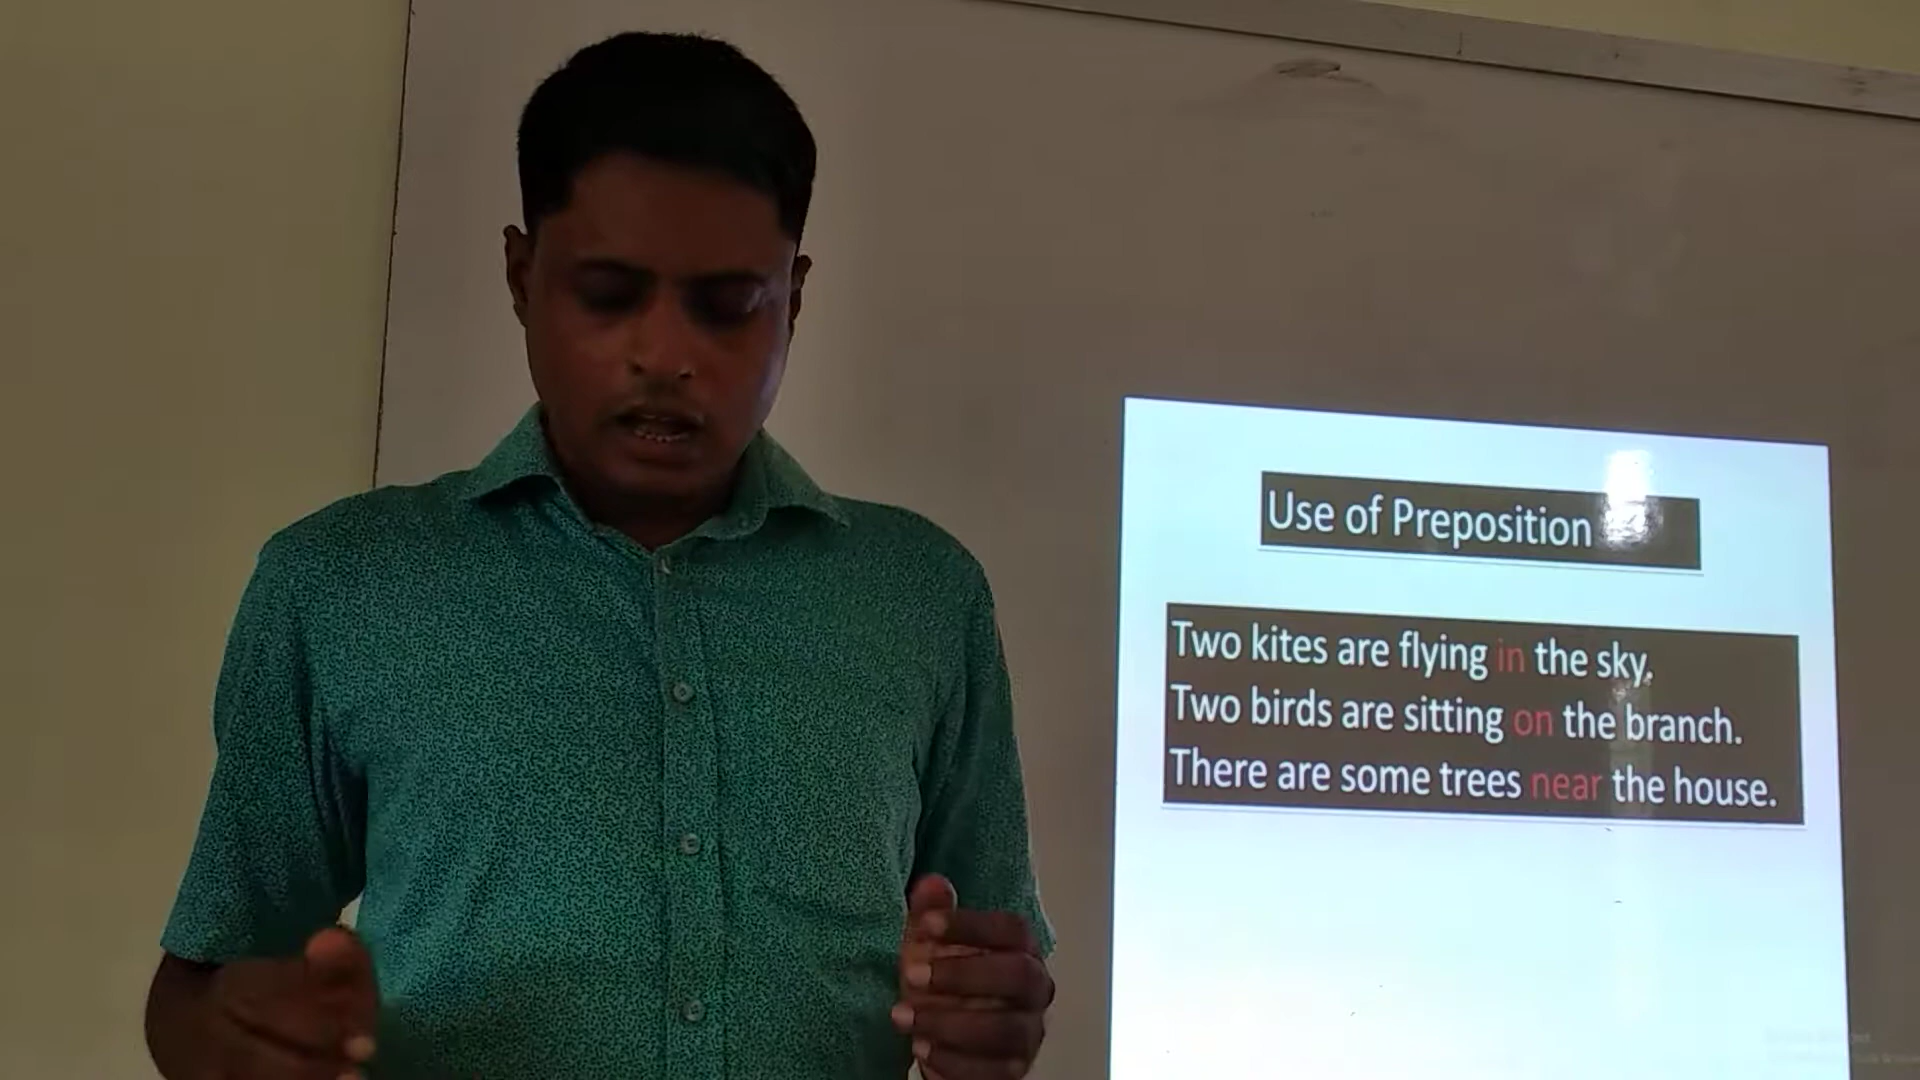 Use of Preposition
Two kites are flying in the sky.
Two birds are sitting on the branch.
There are some trees near the house.